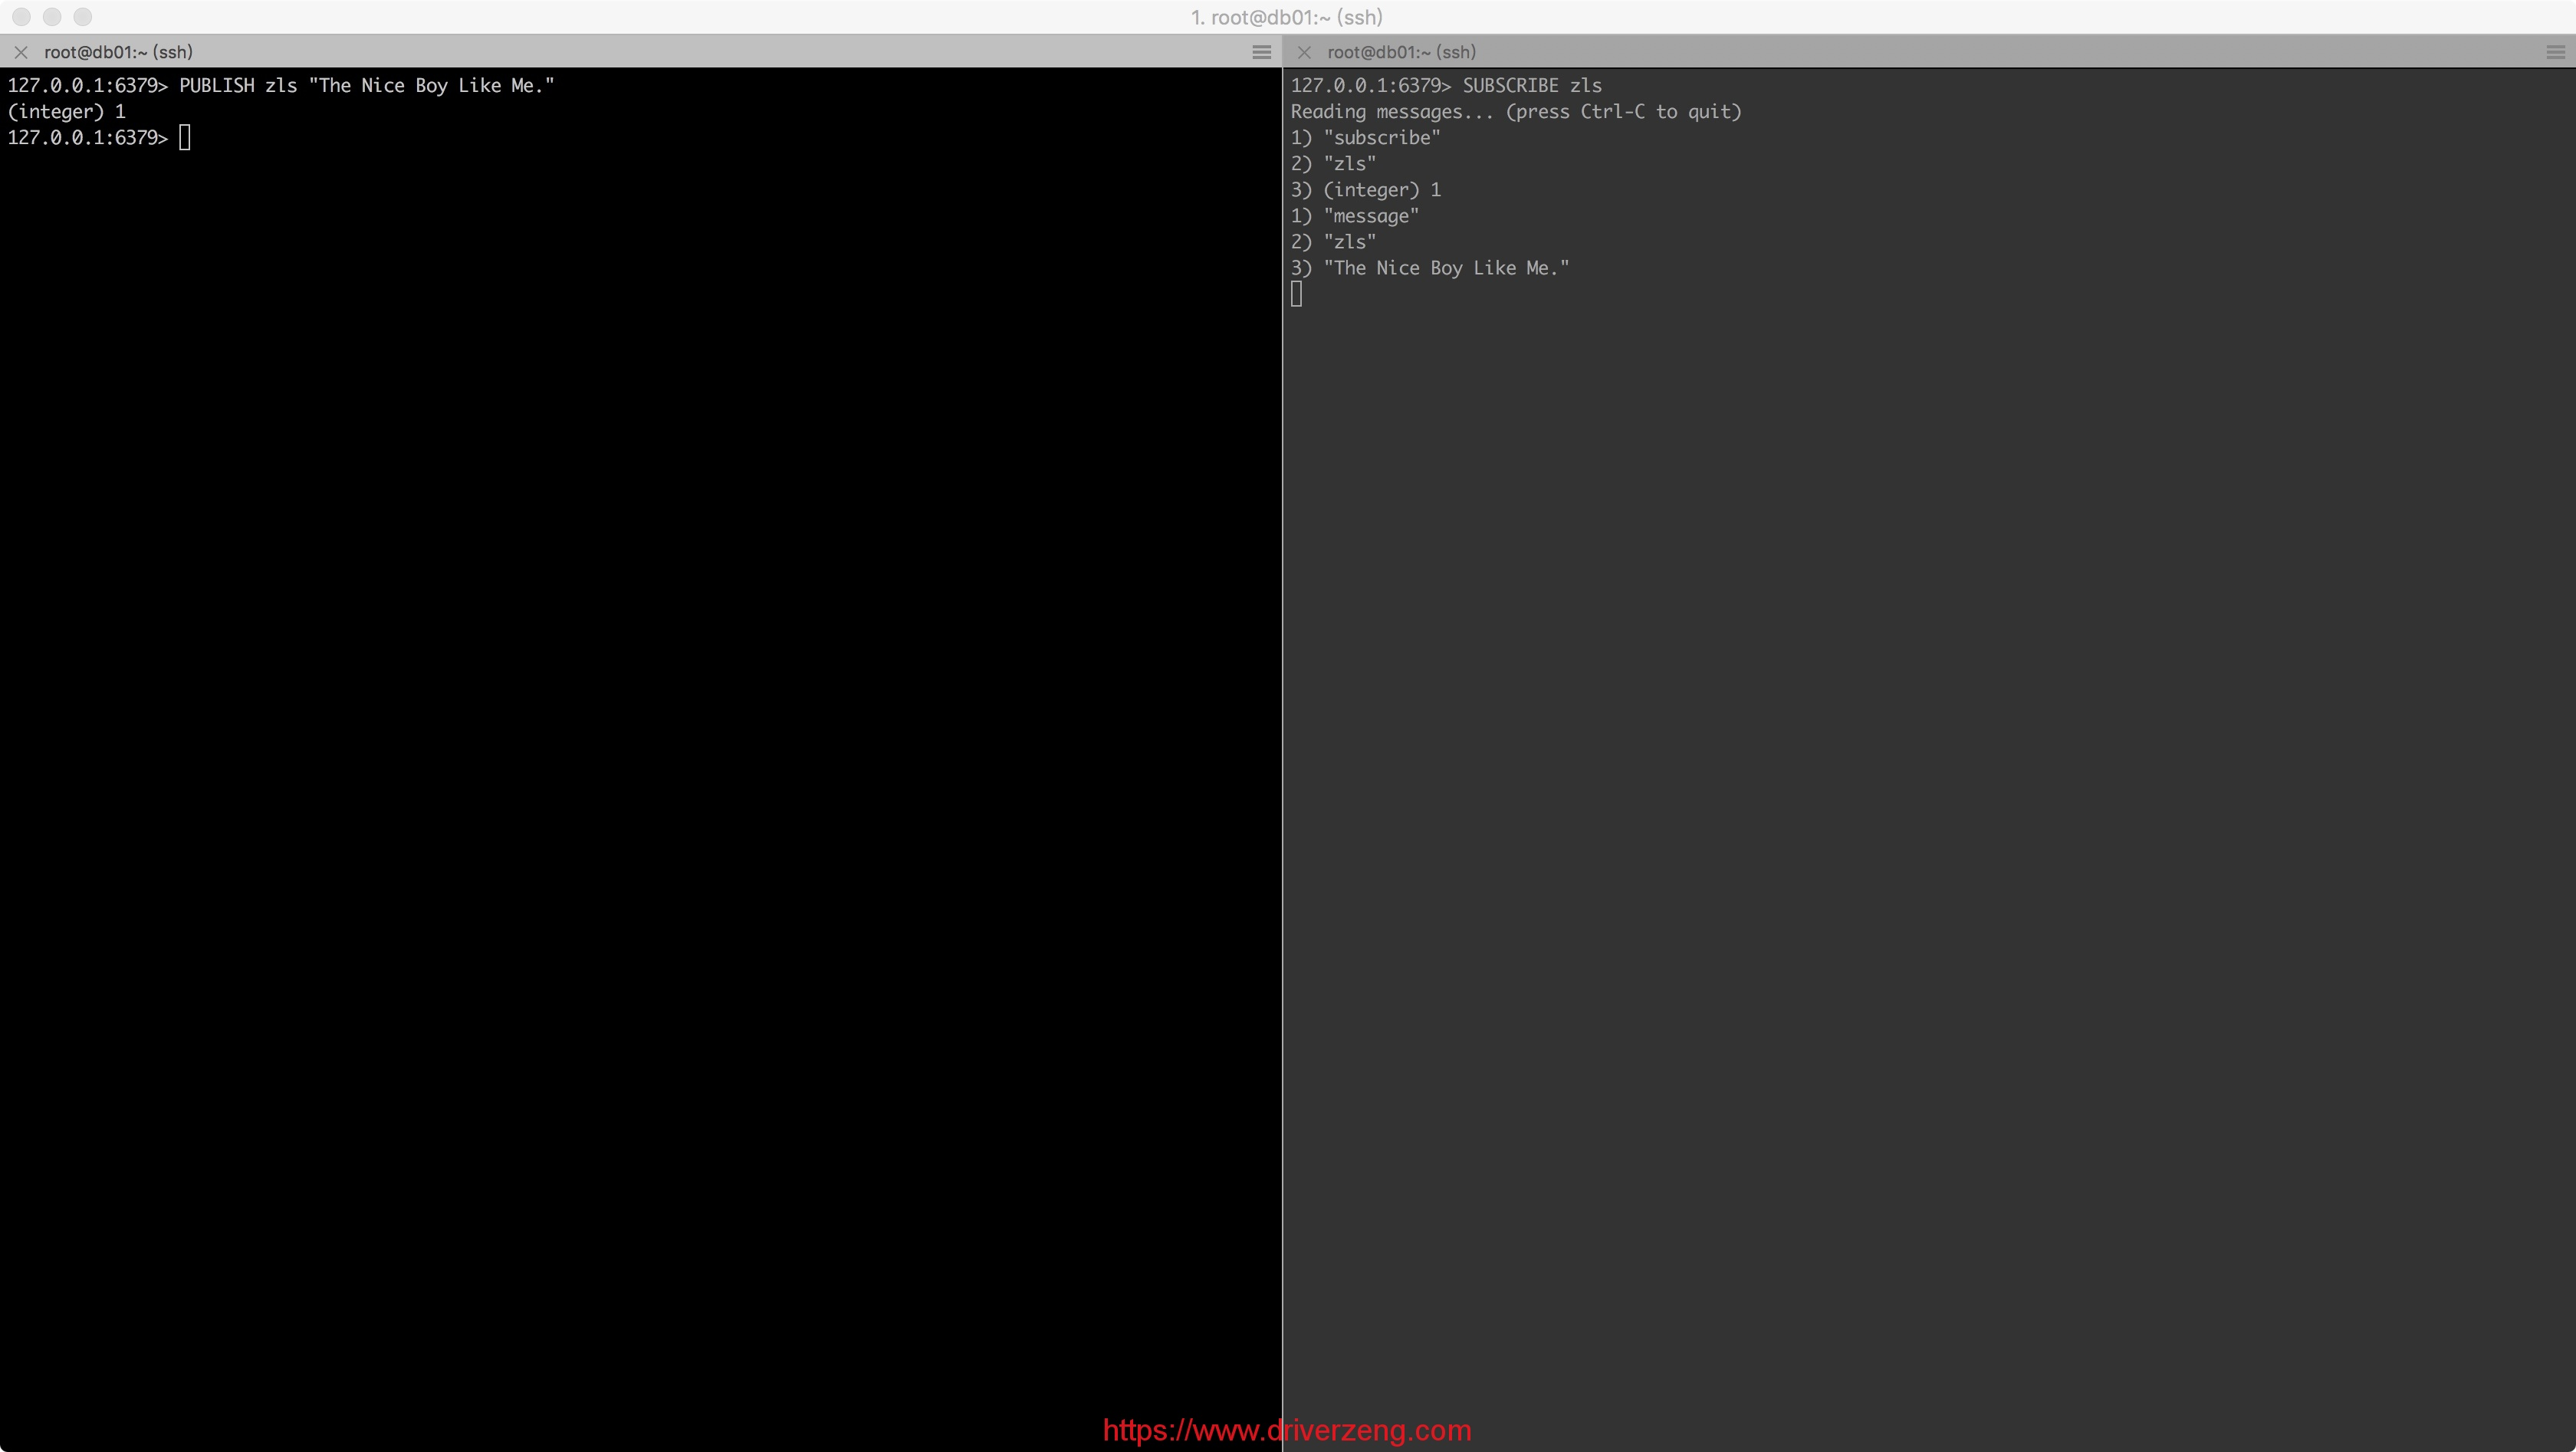 1. root@db01:~ (ssh)
root@db01:~ (ssh)
127.0.0.1:6379> PUBLISH zls "The Nice Boy Like Me."
(integer) 1
127.0.0.1:6379>
root@db01:~ (ssh)
127.0.0.1:6379> SUBSCRIBE zls
Reading messages... (press Ctrl-C to quit)
1) "subscribe"
2) "zls"
3) (integer) 1
1) "message"
2) "zls"
3) "The Nice Boy Like Me."
https://www.driverzeng.com